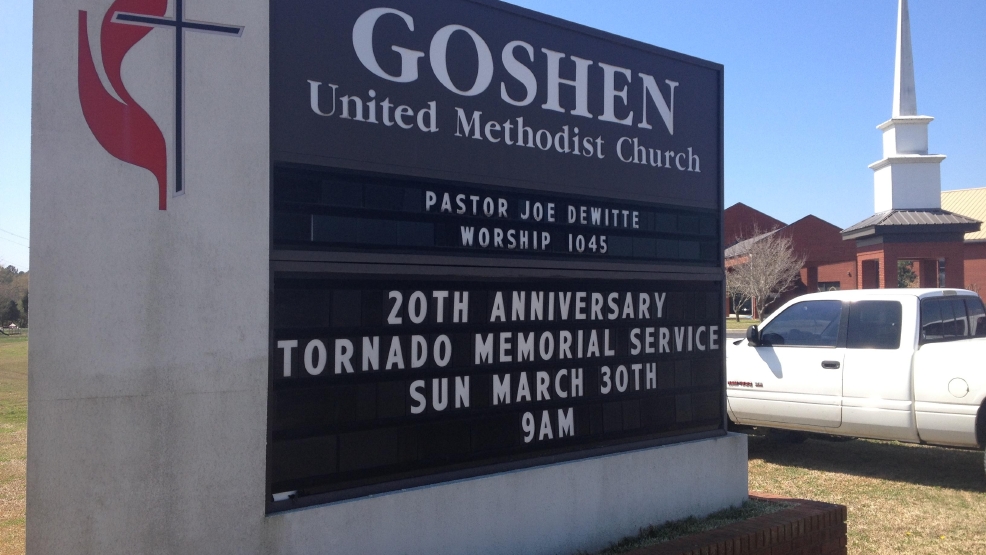 GOSHEN
United Methodist Church
PASTOR JOE DEWITTE
WORSHIP 1045
20TH ANNIVERSARY
TORNADO MEMORIAL SERVICE
SUN MARCH 30TH
9AM